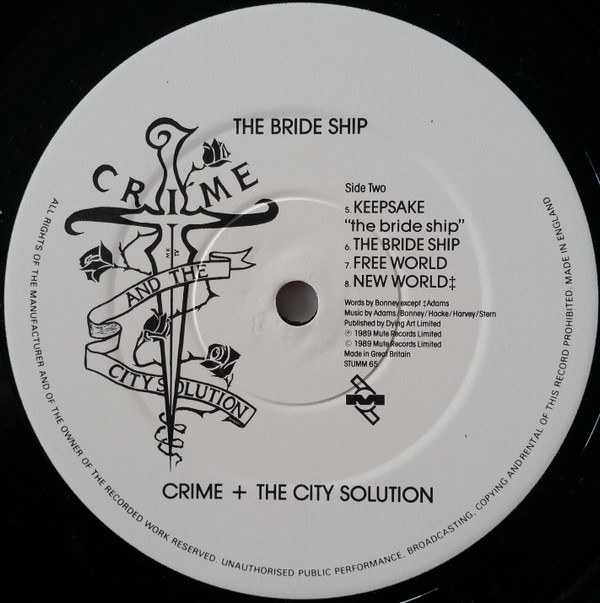 THE BRIDE SHIP
CRIME
MK
IV
AND THE
CITY SOLUTION
Side Two
5. KEEPSAKE
"the bride ship"
6. THE BRIDE SHIP
7. FREE WORLD
8. NEW WORLD‡
Words by Bonney except ‡Adams
Music by Adams/Bonney/Hacke/Harvey/Stern
Published by Dying Art Limited
℗ 1989 Mute Records Limited
© 1989 Mute Records Limited
Made in Great Britain
STUMM 65
CRIME + THE CITY SOLUTION
ALL RIGHTS OF THE MANUFACTURER AND OF THE OWNER OF THE RECORDED WORK RESERVED. UNAUTHORISED PUBLIC PERFORMANCE, BROADCASTING, COPYING AND RENTAL OF THIS RECORD PROHIBITED. MADE IN ENGLAND